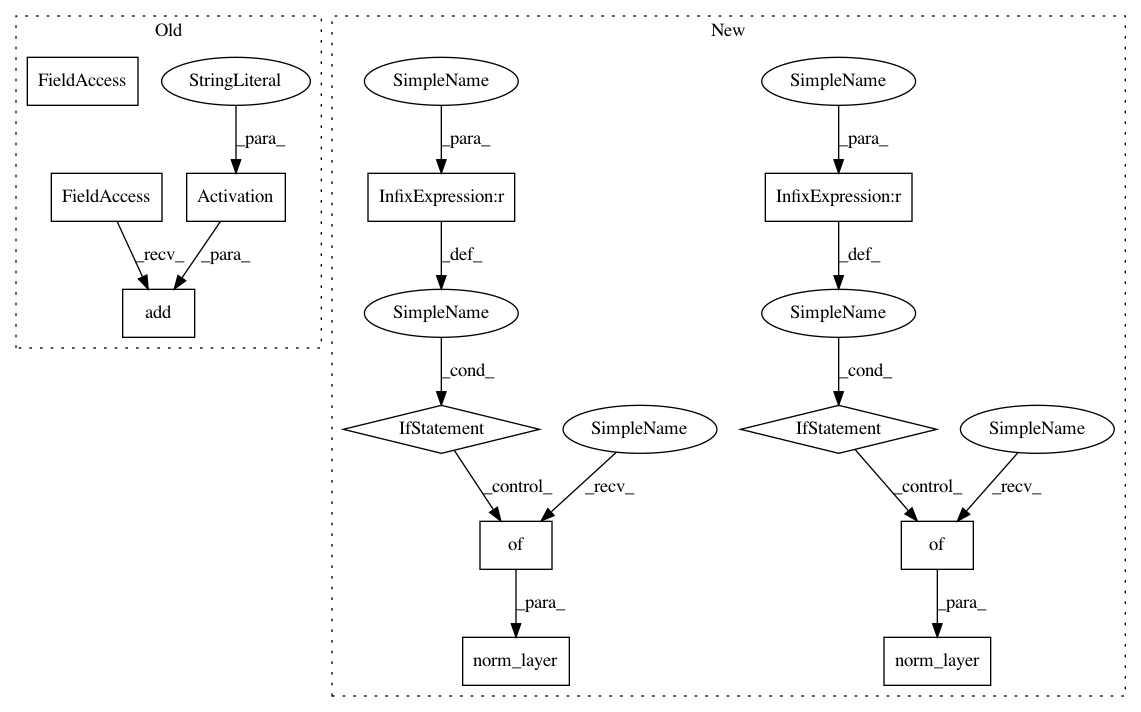 Old
New
FieldAccess
StringLiteral
SimpleName
SimpleName
_para_
_para_
_para_
FieldAccess
Activation
InfixExpression:r
InfixExpression:r
_recv_
_para_
_def_
_def_
add
SimpleName
SimpleName
_cond_
_cond_
IfStatement
SimpleName
IfStatement
SimpleName
_control_
_recv_
_control_
_recv_
of
of
_para_
_para_
norm_layer
norm_layer